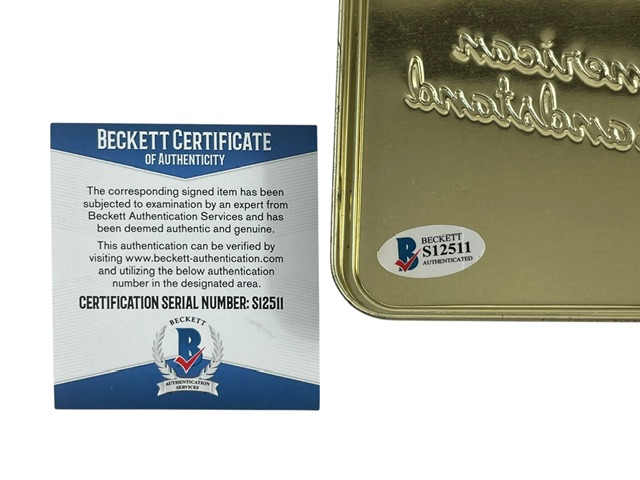 BECKETT CERTIFICATE
OF AUTHENTICITY
The corresponding signed item has been
subjected to examination by an expert from
Beckett Authentication Services and has
been deemed authentic and genuine.
This authentication can be verified by
visiting www.beckett-authentication.com
and utilizing the below authentication
number in the designated area.
CERTIFICATION SERIAL NUMBER: S12511
BECKETT
B
AUTHENTICATION
SERVICES
merican
andstand
B
BECKETT
S12511
AUTHENTICATED